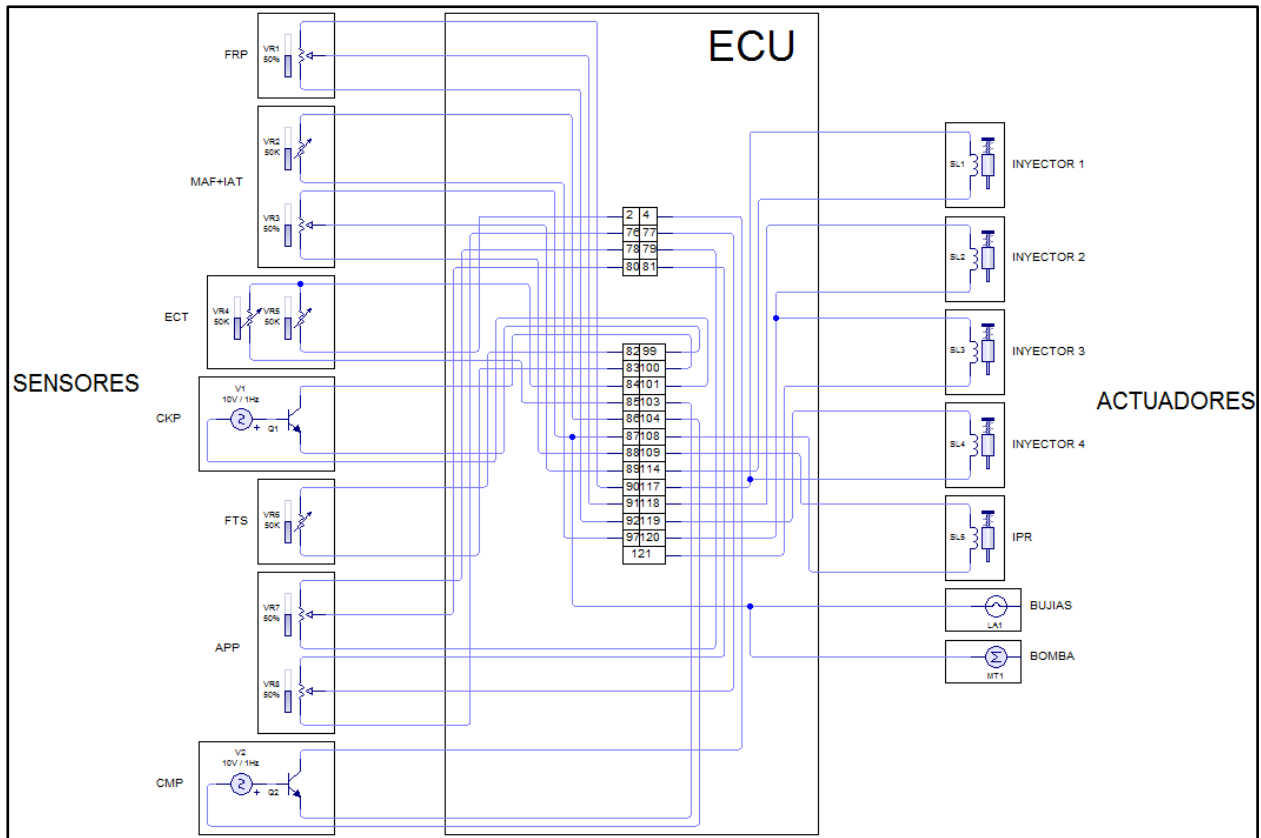 ECU
SENSORES
ACTUADORES
FRP
VR1
50%
MAF+IAT
VR2
50K
VR3
50%
ECT
VR4
50K
VR5
50K
CKP
V1
10V / 1Hz
+
Q1
FTS
VR6
50K
APP
VR7
50%
VR8
50%
CMP
V2
10V / 1Hz
+
Q2
2 4
76 77
78 79
80 81
82 99
83 100
84 101
85 103
86 104
87 108
88 109
89 114
90 117
91 118
92 119
97 120
121
SL1
INYECTOR 1
SL2
INYECTOR 2
SL3
INYECTOR 3
SL4
INYECTOR 4
SL5
IPR
BUJIAS
LA1
BOMBA
MT1